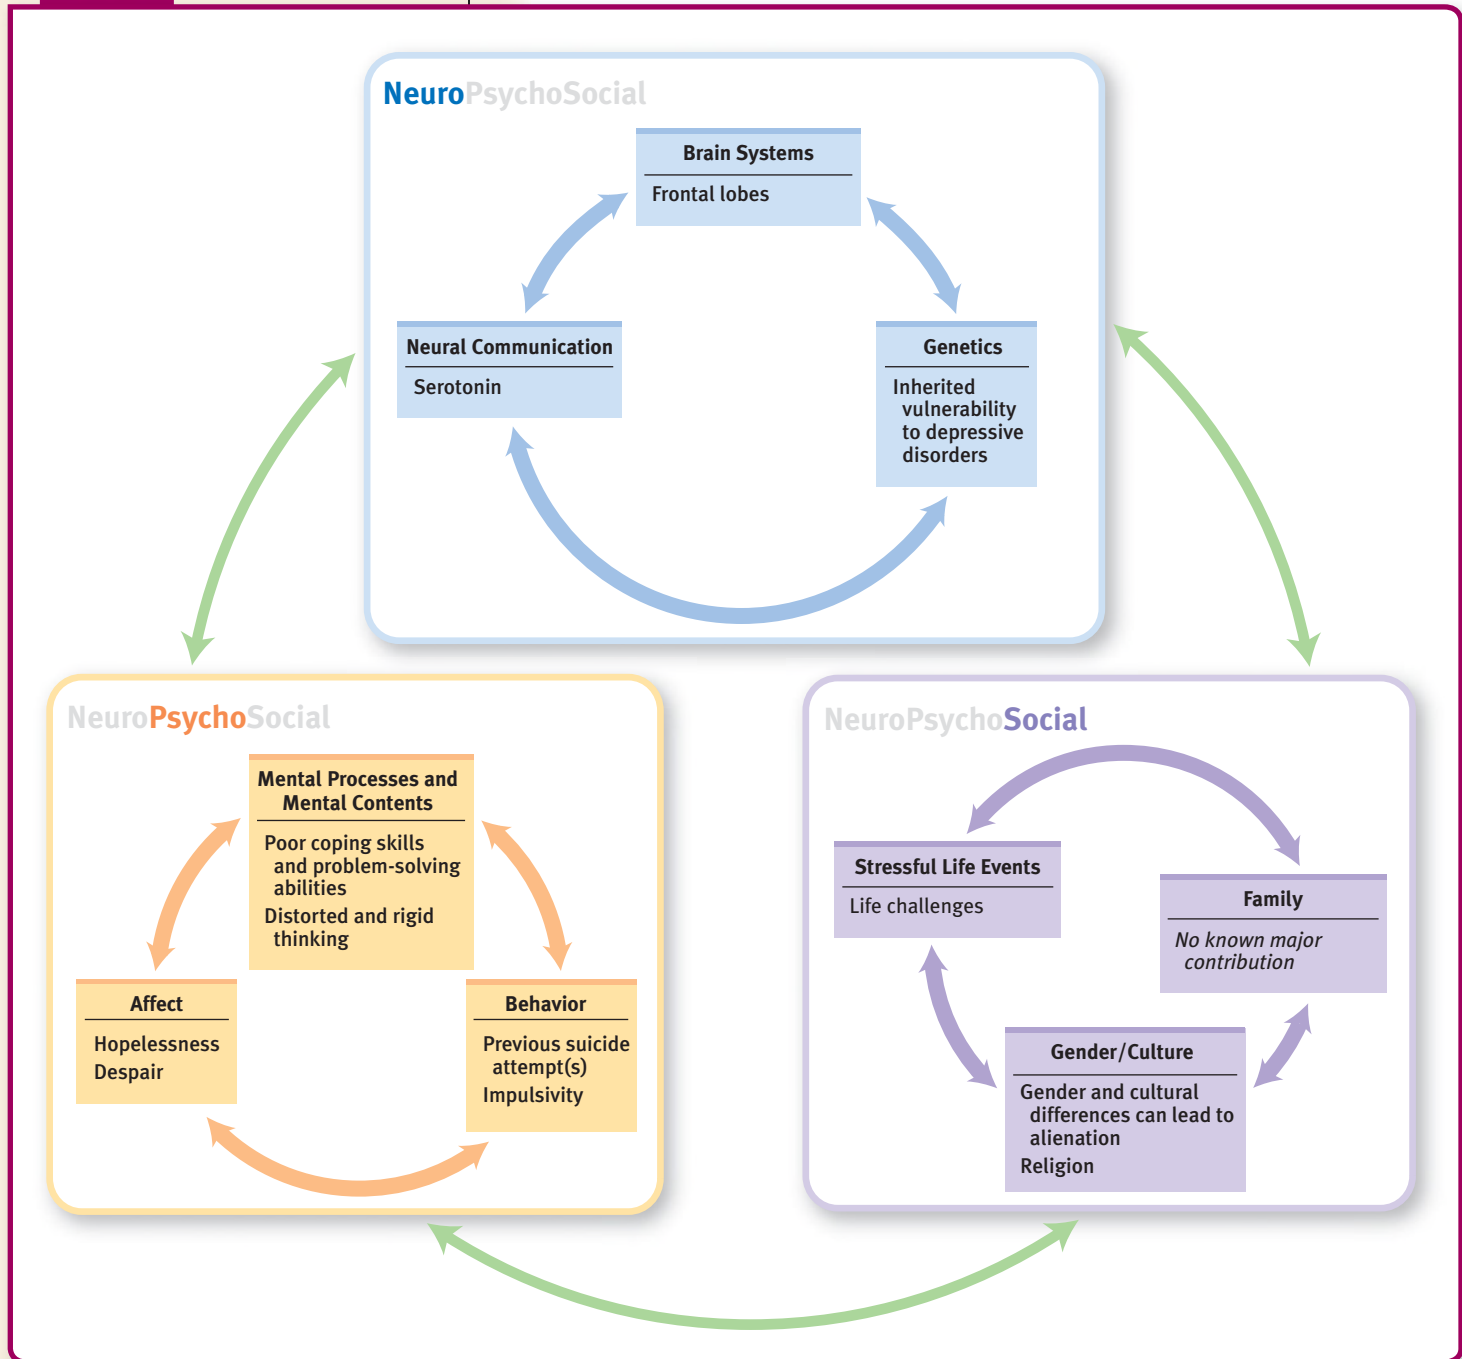 NeuroPsychoSocial
Brain Systems
Frontal lobes
Neural Communication
Serotonin
Genetics
Inherited
vulnerability
to depressive
disorders
NeuroPsychoSocial
Mental Processes and
Mental Contents
Poor coping skills
and problem-solving
abilities
Distorted and rigid
thinking
Affect
Hopelessness
Despair
Behavior
Previous suicide
attempt(s)
Impulsivity
NeuroPsychoSocial
Stressful Life Events
Life challenges
Family
No known major
contribution
Gender/Culture
Gender and cultural
differences can lead to
alienation
Religion